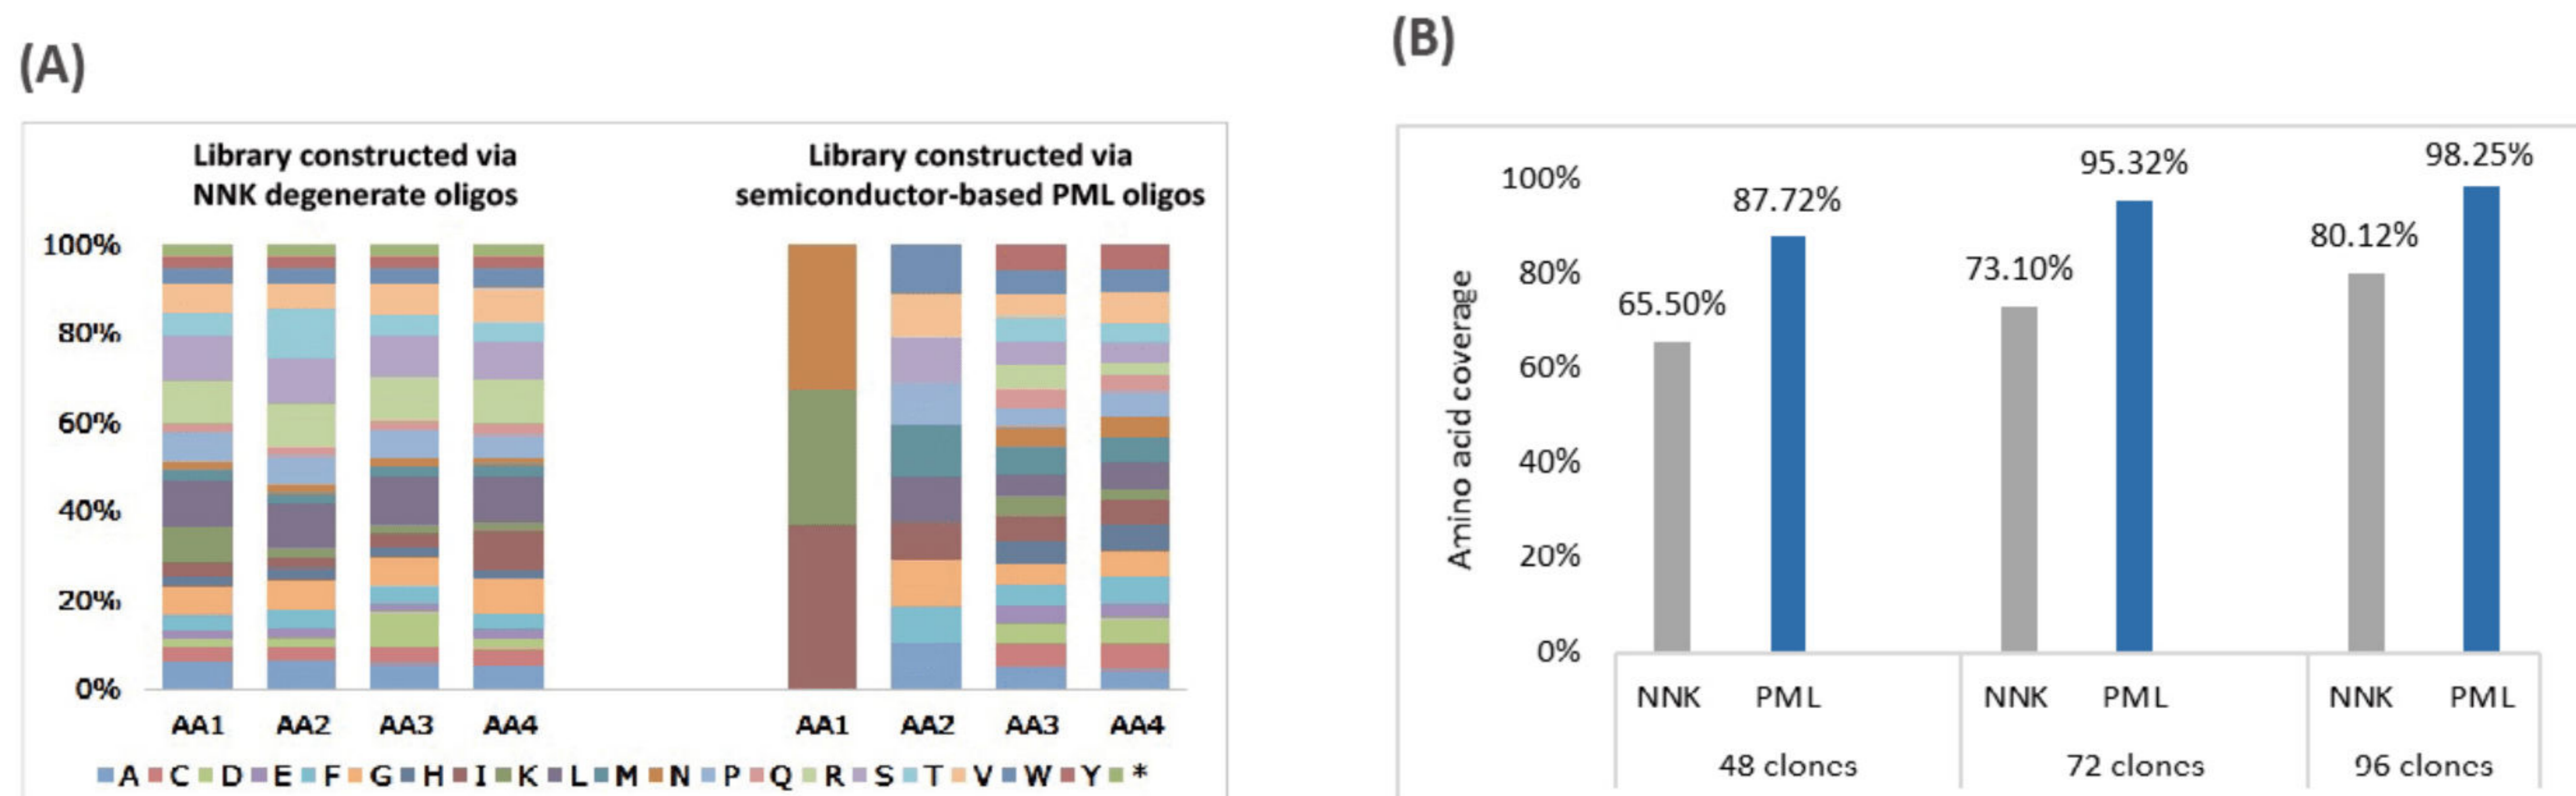 (A)
Library constructed via
NNK degenerate oligos
Library constructed via
semiconductor-based PML oligos
100%
80%
60%
40%
20%
0%
AA1 AA2 AA3 AA4 AA1 AA2 AA3 AA4
A C D E F G H I K L M N P Q R S T V W Y *
(B)
Amino acid coverage
100%
80%
60%
40%
20%
0%
65.50% 87.72% 73.10% 95.32% 80.12% 98.25%
NNK PML NNK PML NNK PML
48 clones 72 clones 96 clones